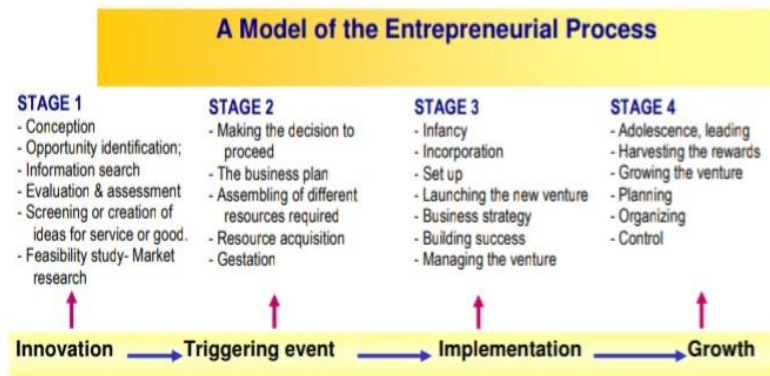 A Model of the Entrepreneurial Process
STAGE 1
- Conception
- Opportunity identification;
- Information search
- Evaluation & assessment
- Screening or creation of
ideas for service or good.
- Feasibility study- Market
research
STAGE 2
- Making the decision to
proceed
- The business plan
- Assembling of different
resources required
- Resource acquisition
- Gestation
STAGE 3
- Infancy
- Incorporation
- Set up
- Launching the new venture
- Business strategy
- Building success
- Managing the venture
STAGE 4
- Adolescence, leading
- Harvesting the rewards
- Growing the venture
- Planning
- Organizing
- Control
Innovation Triggering event Implementation Growth